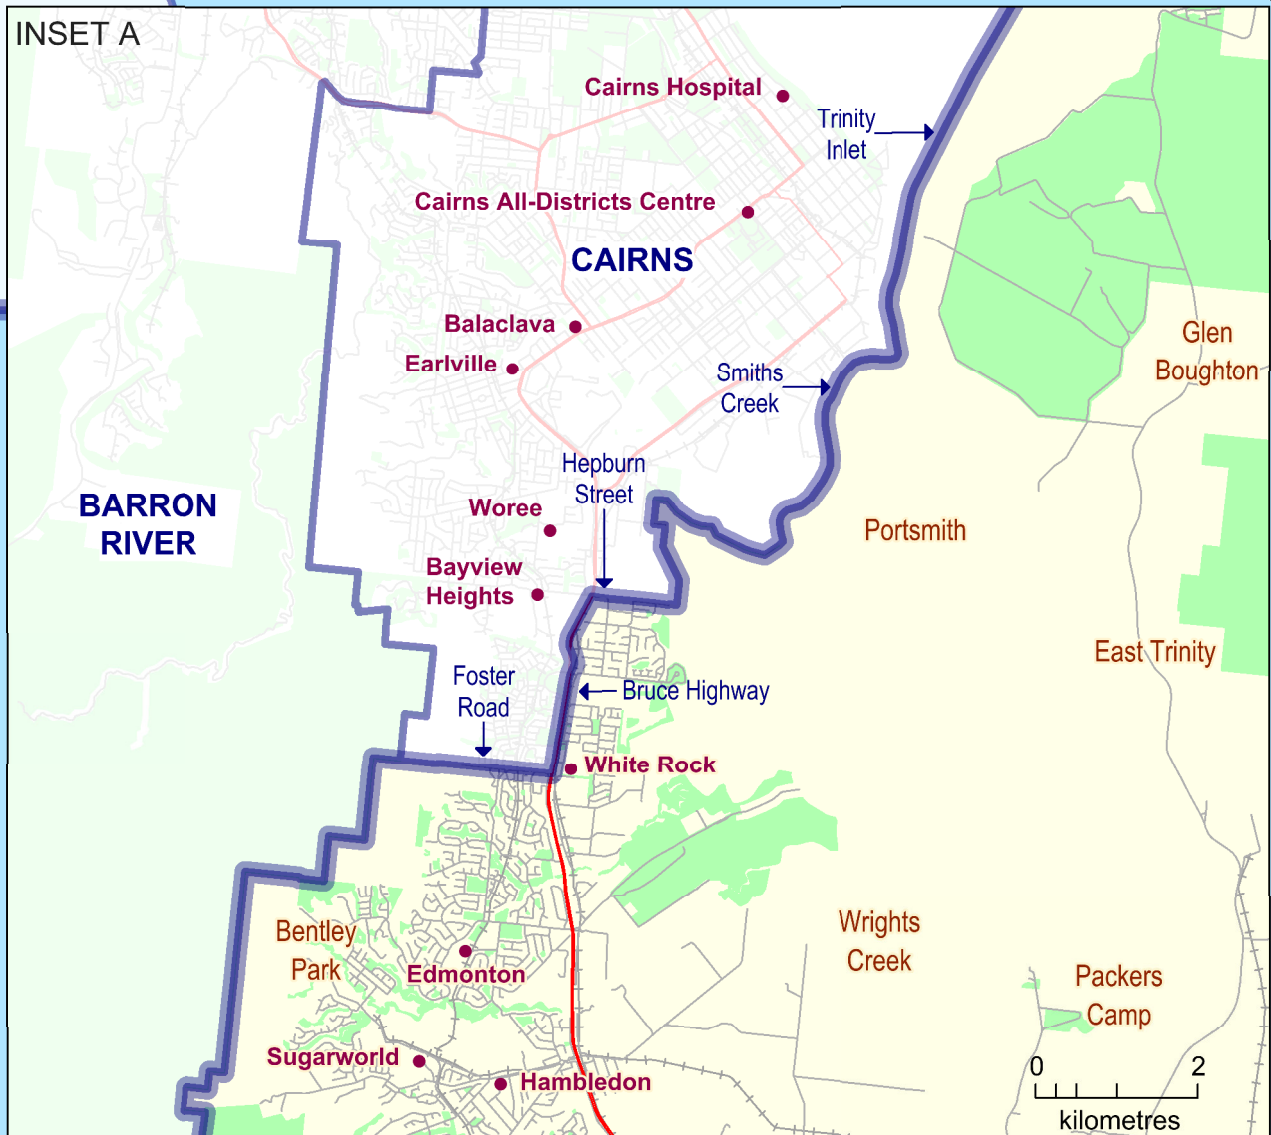 INSET A
Cairns Hospital
Trinity
Inlet
Cairns All-Districts Centre
CAIRNS
Balaclava
Earlville
Glen
Boughton
Smiths
Creek
Hepburn
Street
BARRON
RIVER
Woree
Portsmith
Bayview
Heights
East Trinity
Foster
Road
Bruce Highway
White Rock
Bentley
Park
Wrights
Creek
Edmonton
Packers
Camp
Sugarworld
Hambledon
0 2
kilometres